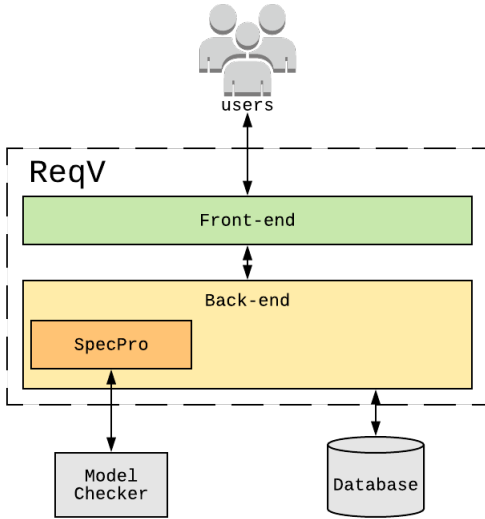 users
ReqV
Front-end
Back-end
SpecPro
Model
Checker
Database